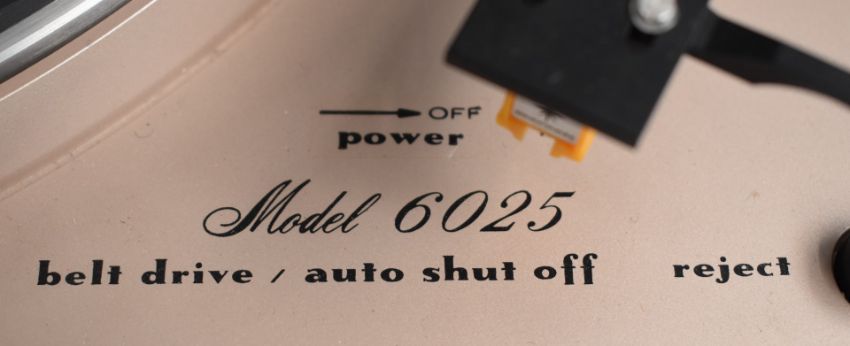 OFF
power
Model 6025
belt drive / auto shut off
reject